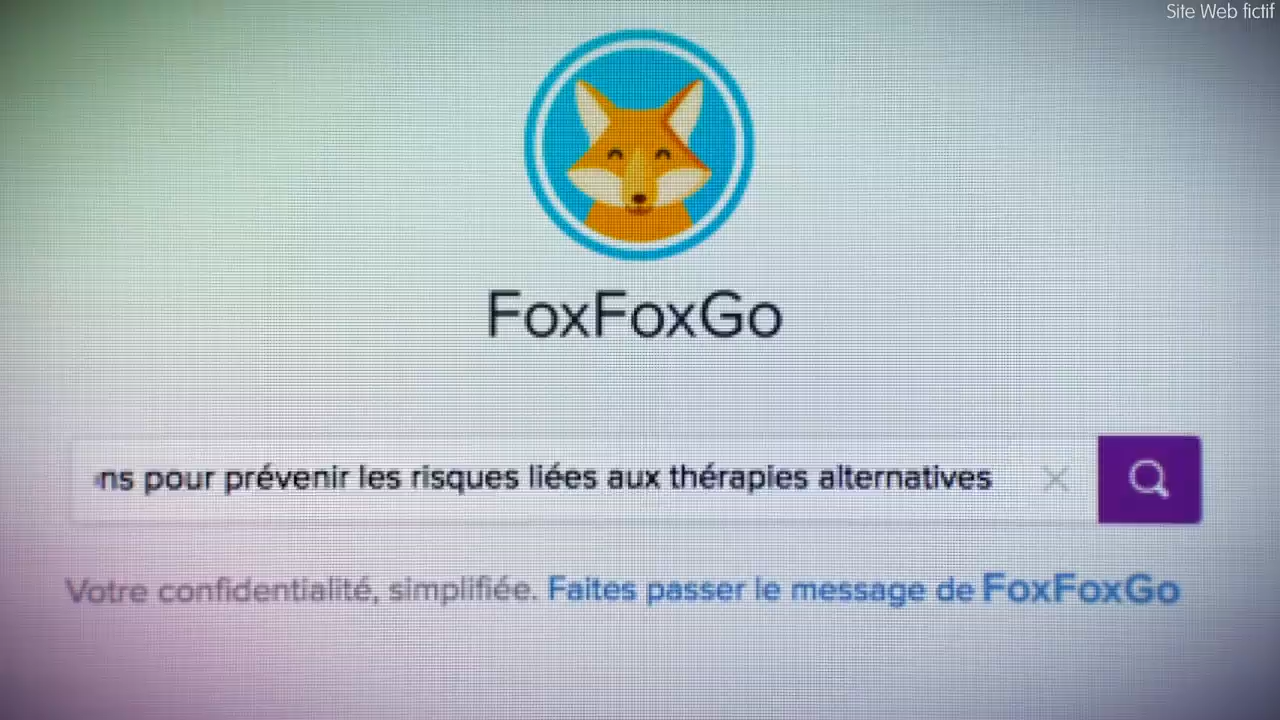 Site Web fictif
FoxFoxGo
ns pour prévenir les risques liées aux thérapies alternatives
Votre confidentialité, simplifiée. Faites passer le message de FoxFoxGo